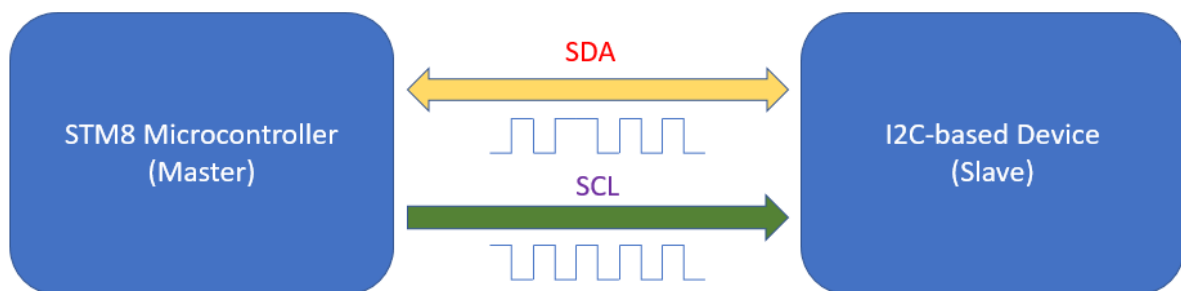 STM8 Microcontroller
(Master)
SDA
SCL
I2C-based Device
(Slave)